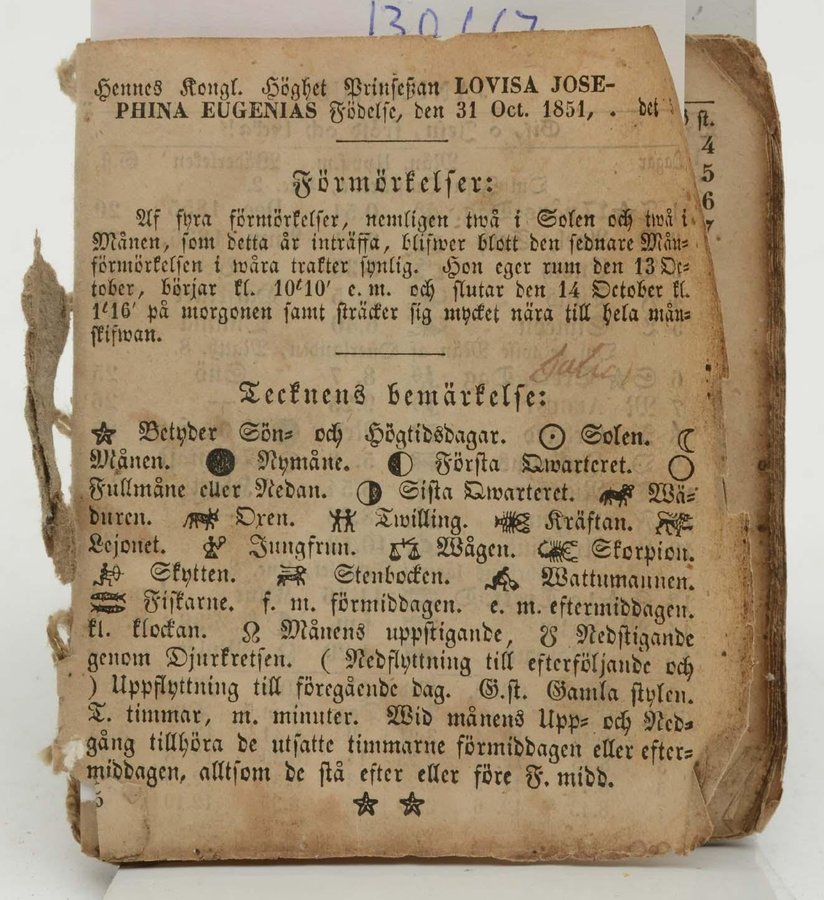 130/17
Hennes Kongl. Höghet Prinseßan LOVISA JOSE-
PHINA EUGENIAS Födelse, den 31 Oct. 1851, . det
st.
4
5
6
7
Förmörkelser:
Af fyra förmörkelser, nemligen twå i Solen och twå i
Månen, som detta år inträffa, blifwer blott den sednare Mån=
förmörkelsen i wåra trakter synlig. Hon eger rum den 13 Oc=
tober, börjar kl. 10t10′ e. m. och slutar den 14 October kl.
1t16′ på morgonen samt sträcker sig mycket nära till hela mån=
skifwan.
Tecknens bemärkelse:
☆ Betyder Sön= och Högtidsdagar. ☉ Solen. ☾
Månen. ● Nymåne. ◐ Första Qwarteret. ○
Fullmåne eller Nedan. ◑ Sista Qwarteret. ♈ Wä=
duren. ♉ Oxen. ♊ Twilling. ♋ Kräftan. ♌
Lejonet. ♍ Jungfrun. ♎ Wågen. ♏ Skorpion.
♐ Skytten. ♑ Stenbocken. ♒ Wattumannen.
♓ Fiskarne. f. m. förmiddagen. e. m. eftermiddagen.
kl. klockan. ☊ Månens uppstigande, ☋ Nedstigande
genom Djurkretsen. ( Nedflyttning till efterföljande och
) Uppflyttning till föregående dag. G.st. Gamla stylen.
T. timmar, m. minuter. Wid månens Upp= och Ned=
gång tillhöra de utsatte timmarne förmiddagen eller efter=
middagen, alltsom de stå efter eller före F. midd.
☆ ☆